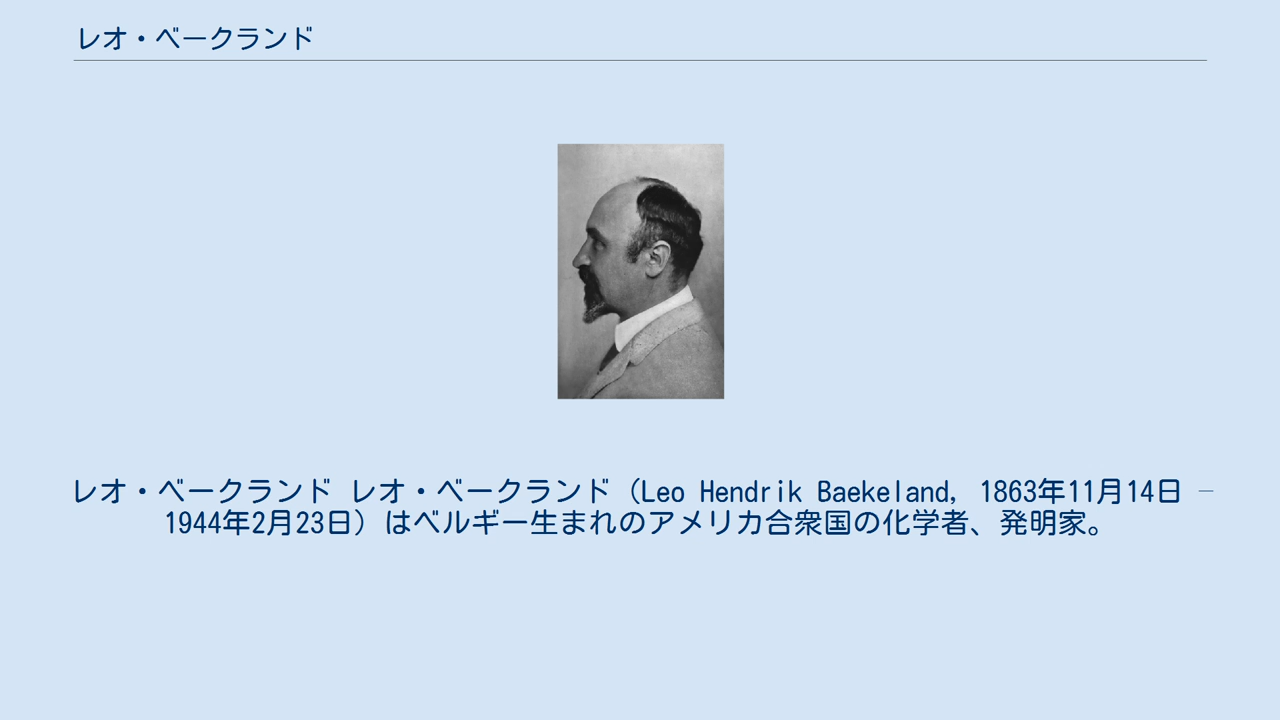 レオ・ベークランド
レオ・ベークランド レオ・ベークランド（Leo Hendrik Baekeland, 1863年11月14日 –
1944年2月23日）はベルギー生まれのアメリカ合衆国の化学者、発明家。